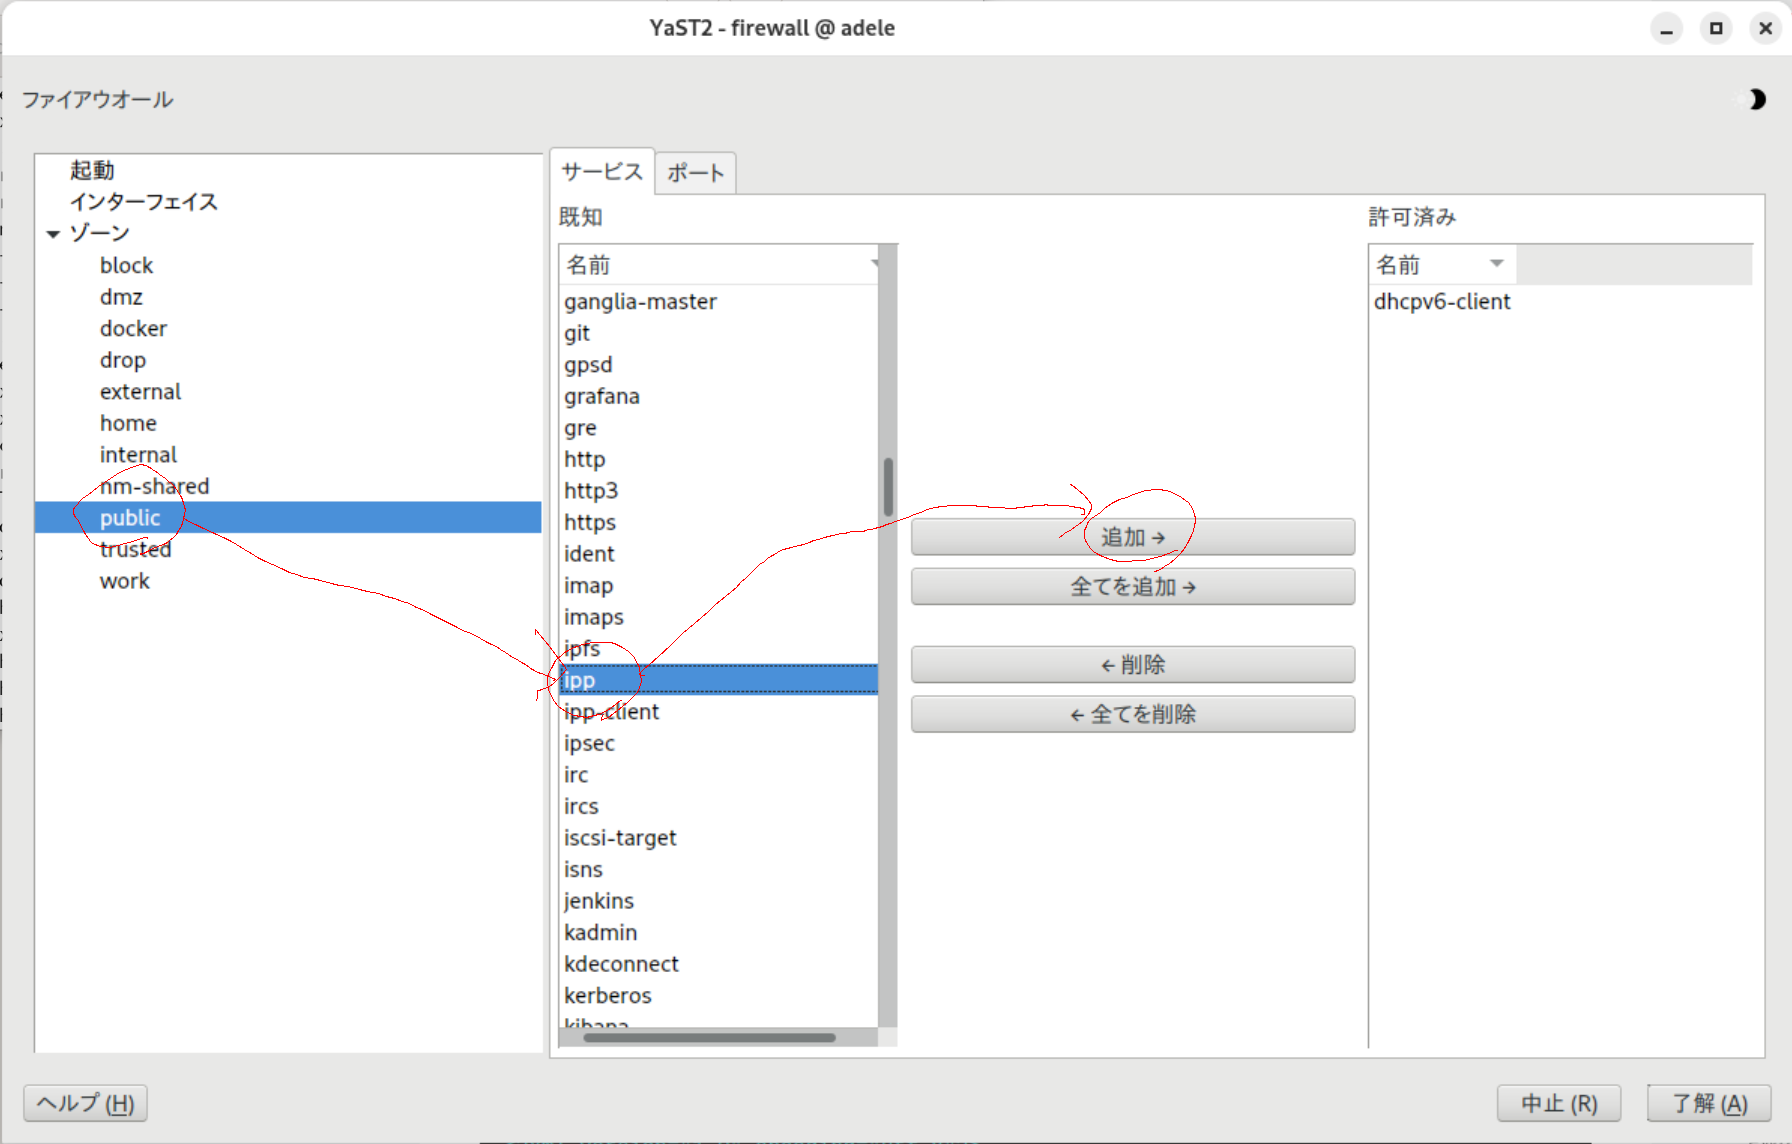 YaST2 - firewall @ adele
ファイアウオール
起動
インターフェイス
ゾーン
block
dmz
docker
drop
external
home
internal
nm-shared
public
trusted
work
サービス
ポート
既知
名前
ganglia-master
git
gpsd
grafana
gre
http
http3
https
ident
imap
imaps
ipfs
ipp
ipp-client
ipsec
irc
ircs
iscsi-target
isns
jenkins
kadmin
kdeconnect
kerberos
kibana
追加 →
全てを追加 →
← 削除
← 全てを削除
許可済み
名前
dhcpv6-client
ヘルプ (H)
中止 (R)
了解 (A)